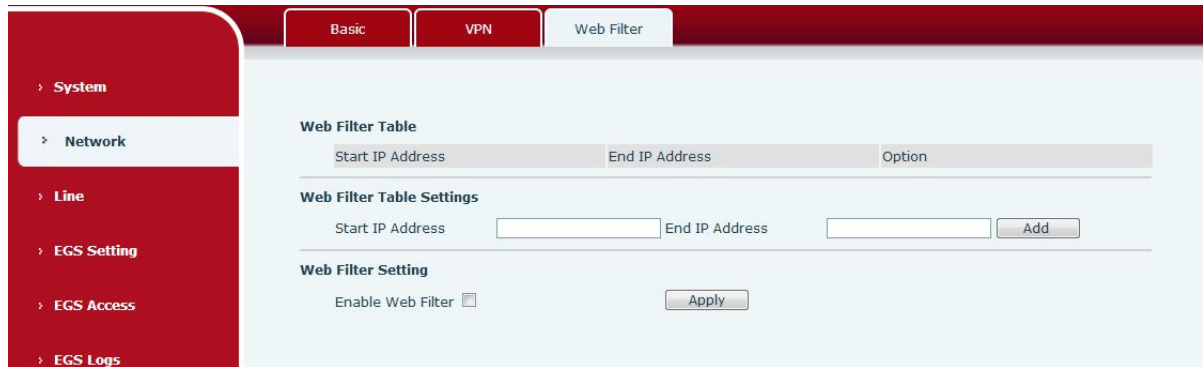 Basic VPN Web Filter
› System
› Network
› Line
› EGS Setting
› EGS Access
› EGS Logs
Web Filter Table
Start IP Address End IP Address Option
Web Filter Table Settings
Start IP Address End IP Address Add
Web Filter Setting
Enable Web Filter Apply